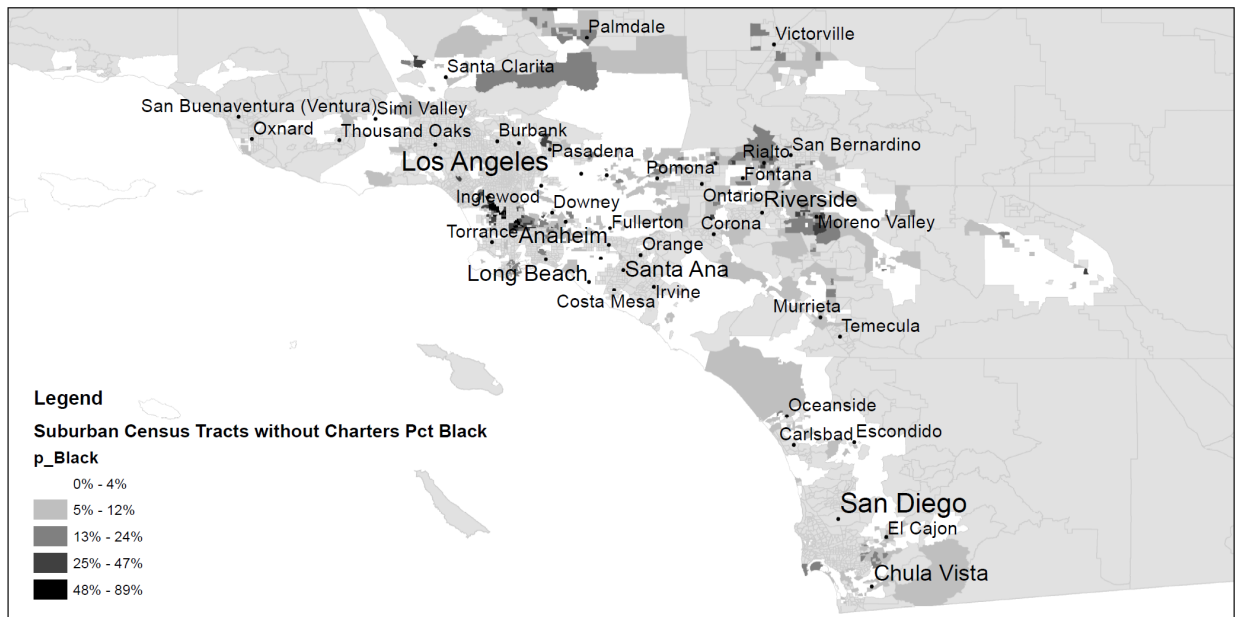 Palmdale
Victorville
Santa Clarita
San Buenaventura (Ventura)
Simi Valley
Oxnard
Thousand Oaks
Burbank
Los Angeles
Pasadena
Pomona
Rialto
San Bernardino
Fontana
Inglewood
Downey
Ontario
Riverside
Torrance
Anaheim
Fullerton
Corona
Moreno Valley
Orange
Long Beach
Santa Ana
Costa Mesa
Irvine
Murrieta
Temecula
Oceanside
Carlsbad
Escondido
San Diego
El Cajon
Chula Vista
Legend
Suburban Census Tracts without Charters Pct Black
p_Black
0% - 4%
5% - 12%
13% - 24%
25% - 47%
48% - 89%